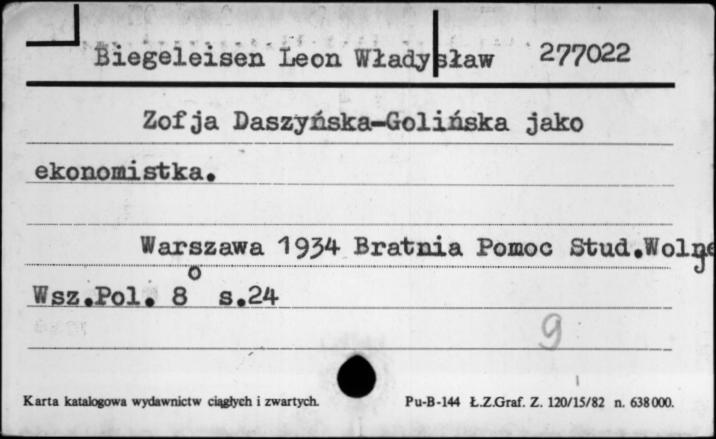 Biegeleisen Leon Władysław 277022
Zofja Daszyńska-Golińska jako
ekonomistka.
Warszawa 1934 Bratnia Pomoc Stud.Wolnej
Wsz.Pol. 8° s.24
9
Karta katalogowa wydawnictw ciągłych i zwartych. Pu-B-144 Ł.Z.Graf. Z. 120/15/82 n. 638000.